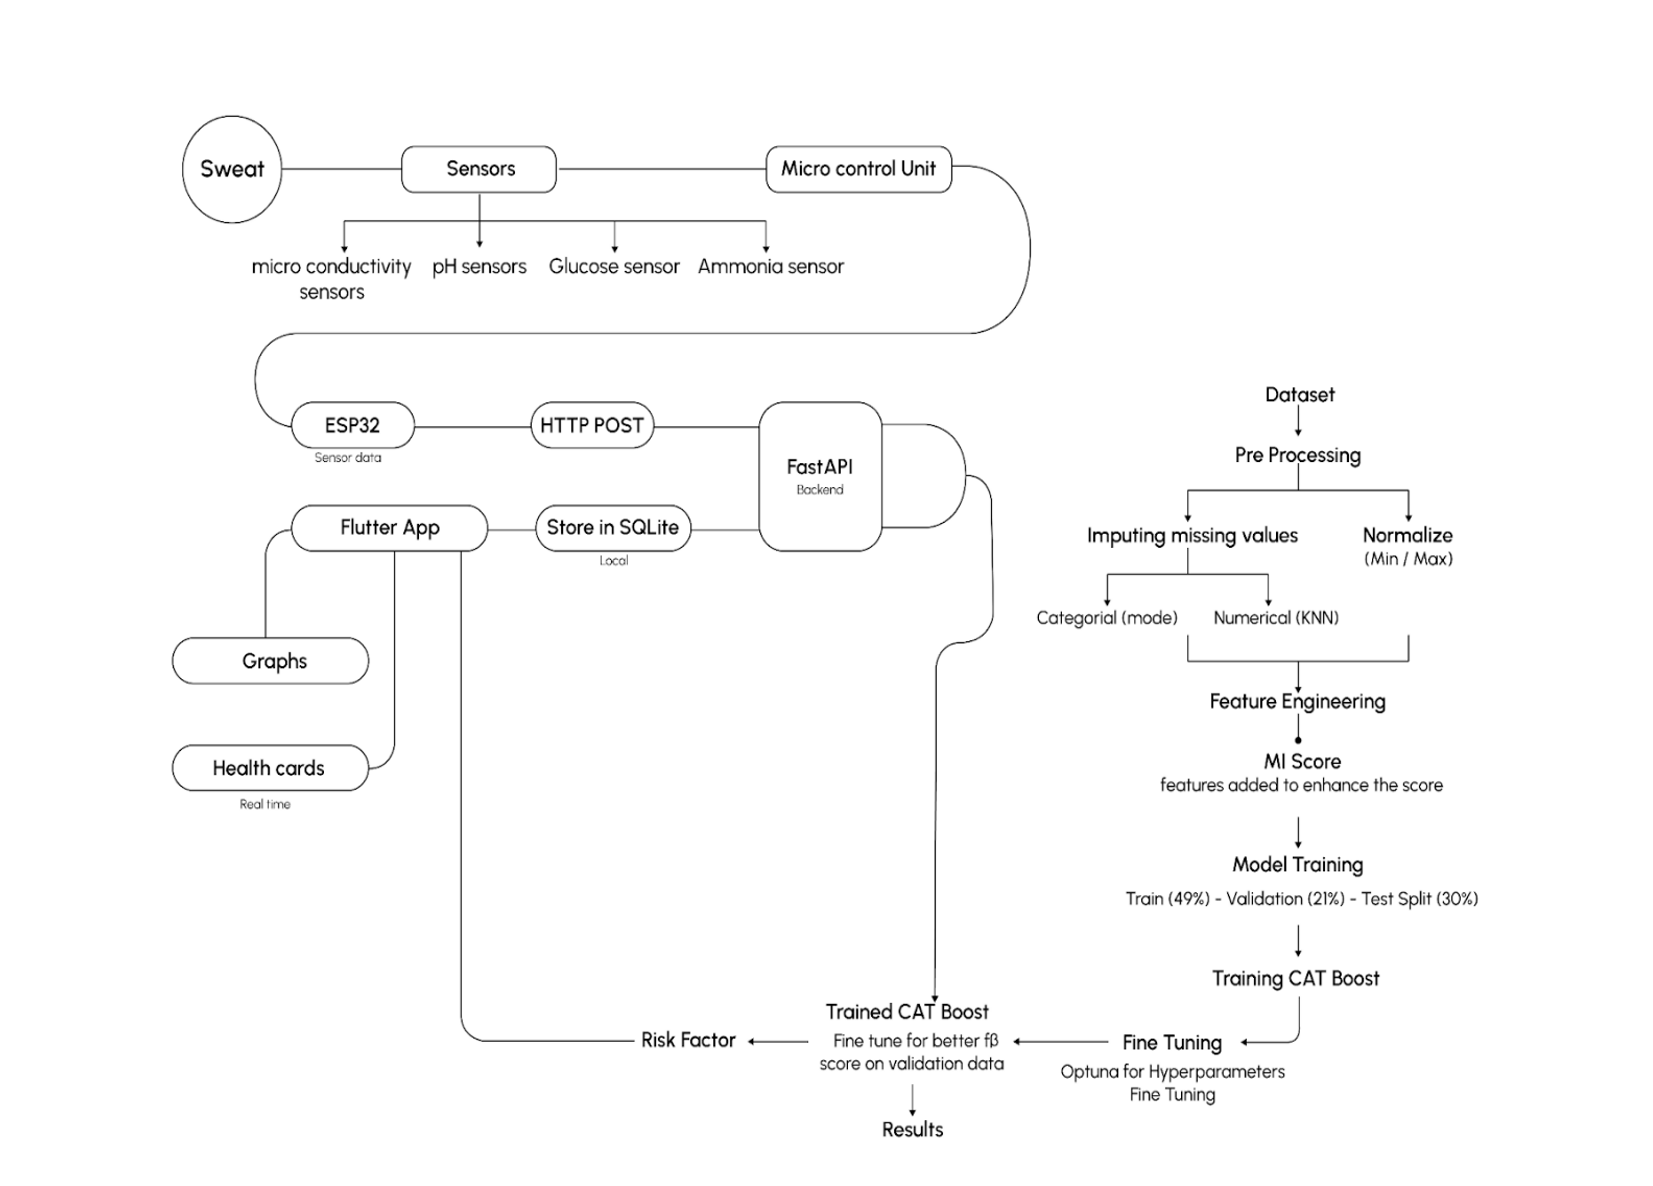 Sweat
Sensors
Micro control Unit
micro conductivity
sensors
pH sensors
Glucose sensor
Ammonia sensor
ESP32
Sensor data
HTTP POST
FastAPI
Backend
Flutter App
Store in SQLite
Local
Graphs
Health cards
Real time
Dataset
Pre Processing
Imputing missing values
Normalize
(Min / Max)
Categorial (mode)
Numerical (KNN)
Feature Engineering
MI Score
features added to enhance the score
Model Training
Train (49%) - Validation (21%) - Test Split (30%)
Training CAT Boost
Fine Tuning
Optuna for Hyperparameters
Fine Tuning
Trained CAT Boost
Fine tune for better fβ
score on validation data
Risk Factor
Results